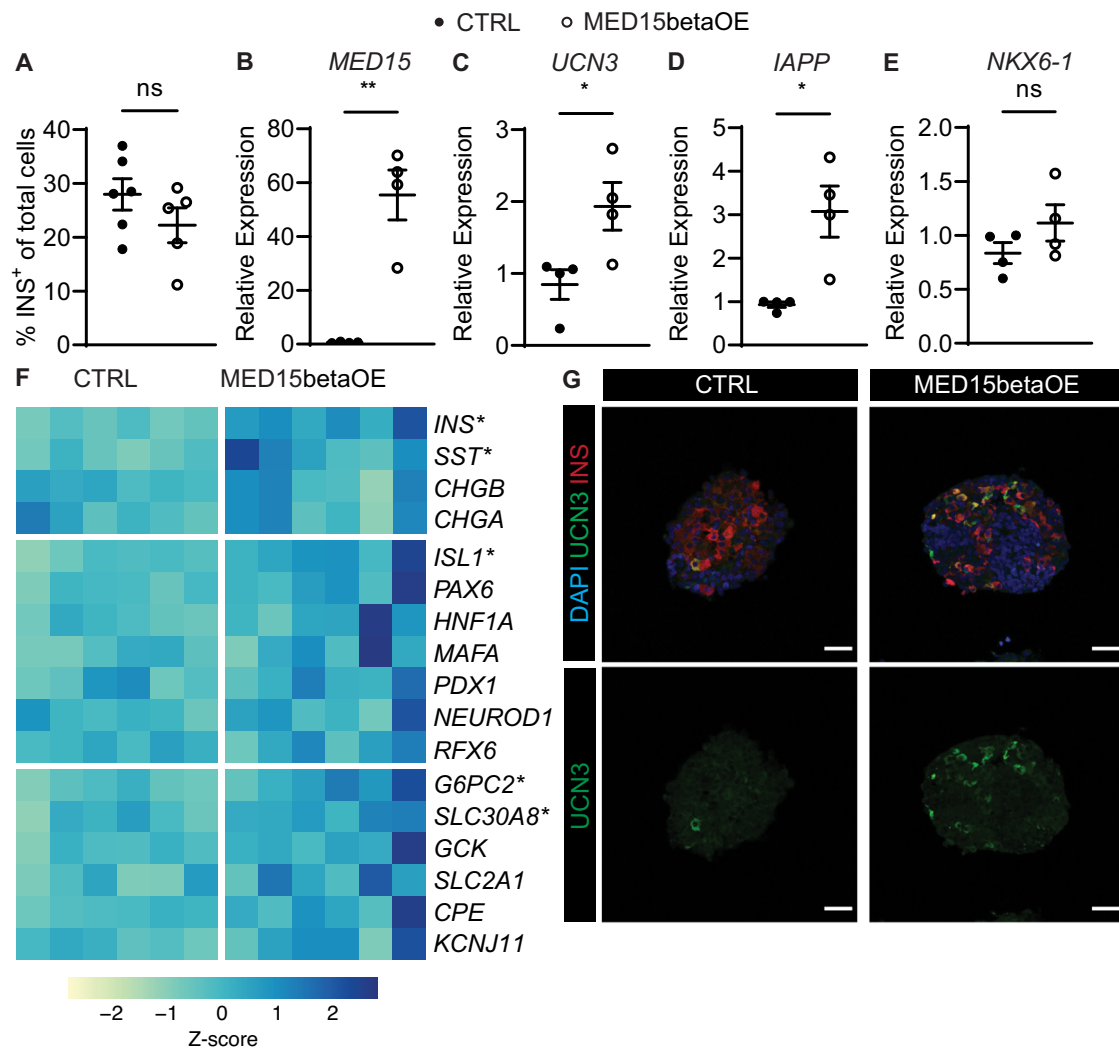 ● CTRL ○ MED15betaOE
A
ns
% INS+ of total cells
40
30
20
10
0
B
MED15
**
Relative Expression
80
60
40
20
0
C
UCN3
*
Relative Expression
3
2
1
0
D
IAPP
*
Relative Expression
5
4
3
2
1
0
E
NKX6-1
ns
Relative Expression
2.0
1.5
1.0
0.5
0.0
F
CTRL
MED15betaOE
INS*
SST*
CHGB
CHGA
ISL1*
PAX6
HNF1A
MAFA
PDX1
NEUROD1
RFX6
G6PC2*
SLC30A8*
GCK
SLC2A1
CPE
KCNJ11
−2 −1 0 1 2
Z-score
G
CTRL
MED15betaOE
DAPI UCN3 INS
UCN3